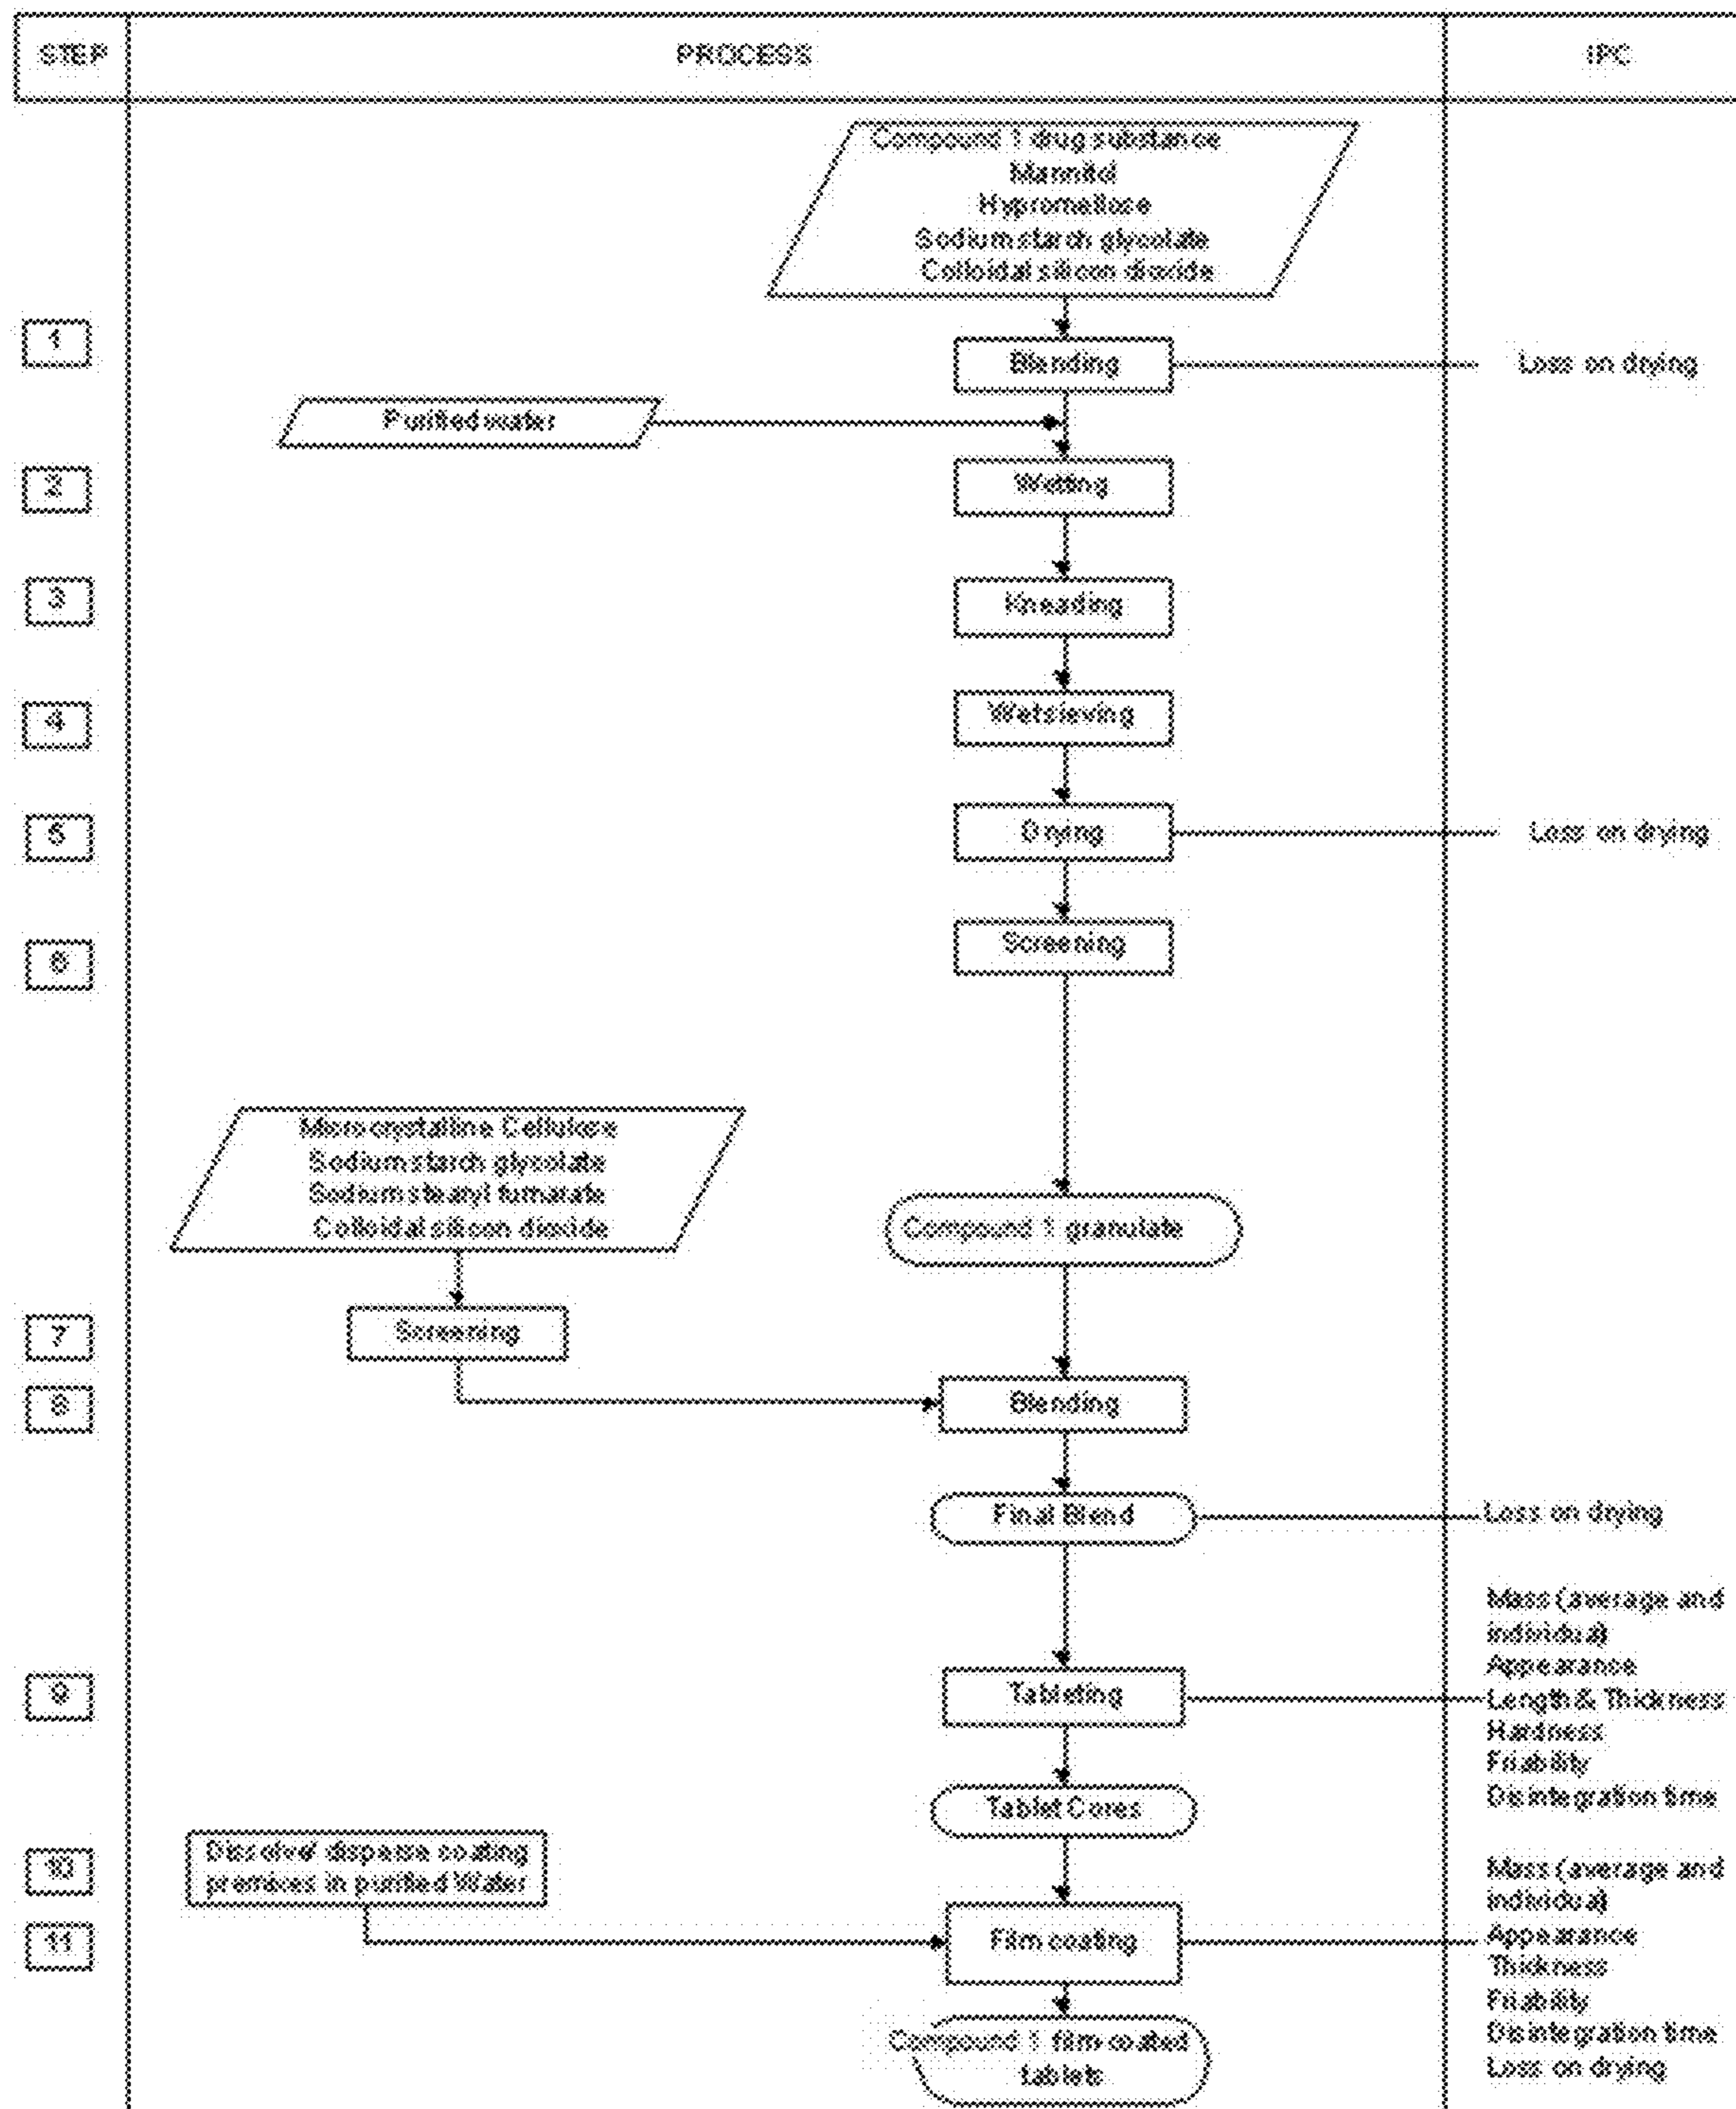 STEP
PROCESS
IPC
Compound 1 drug substance
Mannitol
Hypromellose
Sodium starch glycolate
Colloidal silicon dioxide
1
Blending
Loss on drying
Purified water
2
Wetting
3
Kneading
4
Wet sieving
5
Drying
Loss on drying
6
Screening
Microcrystalline Cellulose
Sodium starch glycolate
Sodium stearyl fumarate
Colloidal silicon dioxide
Compound 1 granulate
7
Screening
8
Blending
Final Blend
Loss on drying
9
Tableting
Mass (average and
individual)
Appearance
Length & Thickness
Hardness
Friability
Disintegration time
Tablet Cores
10
Dissolve/ disperse coating
premixes in purified Water
11
Film coating
Mass (average and
individual)
Appearance
Thickness
Friability
Disintegration time
Loss on drying
Compound 1 film-coated
tablets